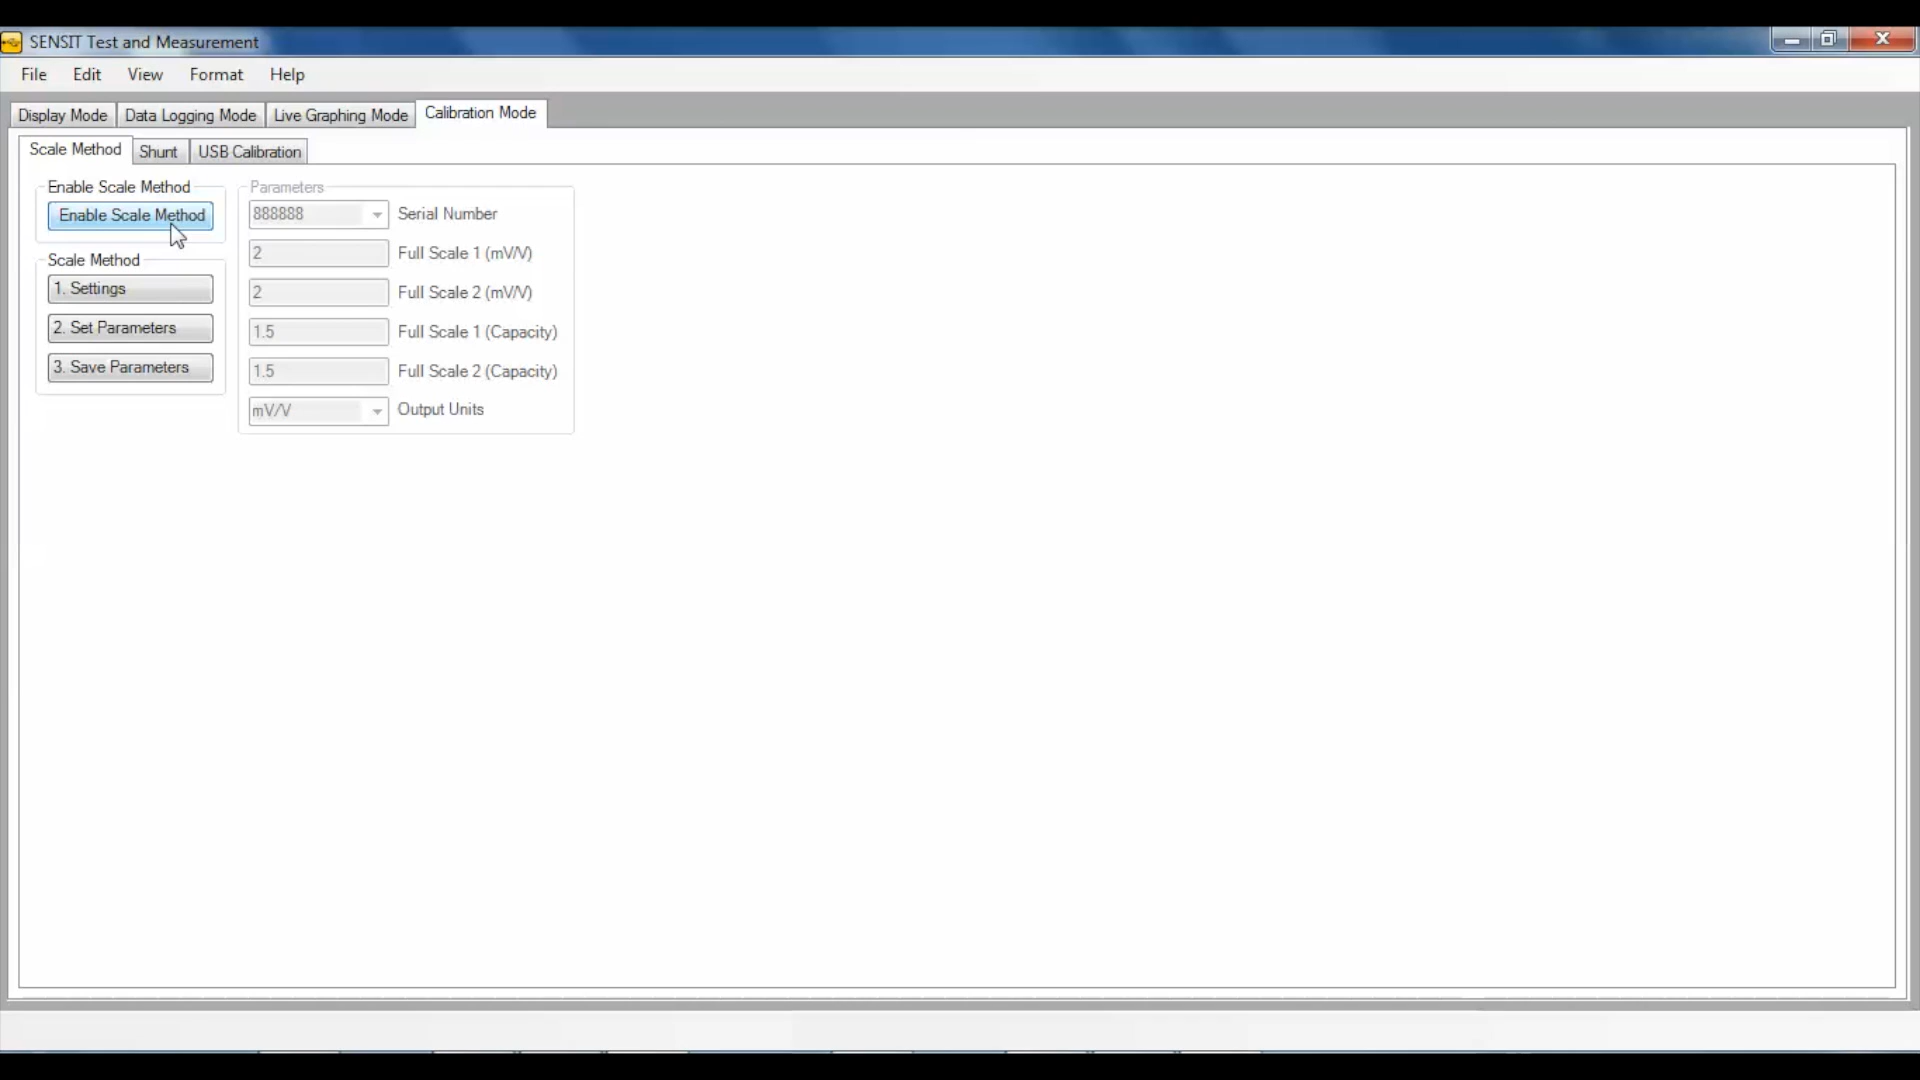 SENSIT Test and Measurement
File Edit View Format Help
Display Mode Data Logging Mode Live Graphing Mode Calibration Mode
Scale Method Shunt USB Calibration
Enable Scale Method
Enable Scale Method
Scale Method
1. Settings
2. Set Parameters
3. Save Parameters
Parameters
888888 Serial Number
2 Full Scale 1 (mV/V)
2 Full Scale 2 (mV/V)
1.5 Full Scale 1 (Capacity)
1.5 Full Scale 2 (Capacity)
mV/V Output Units